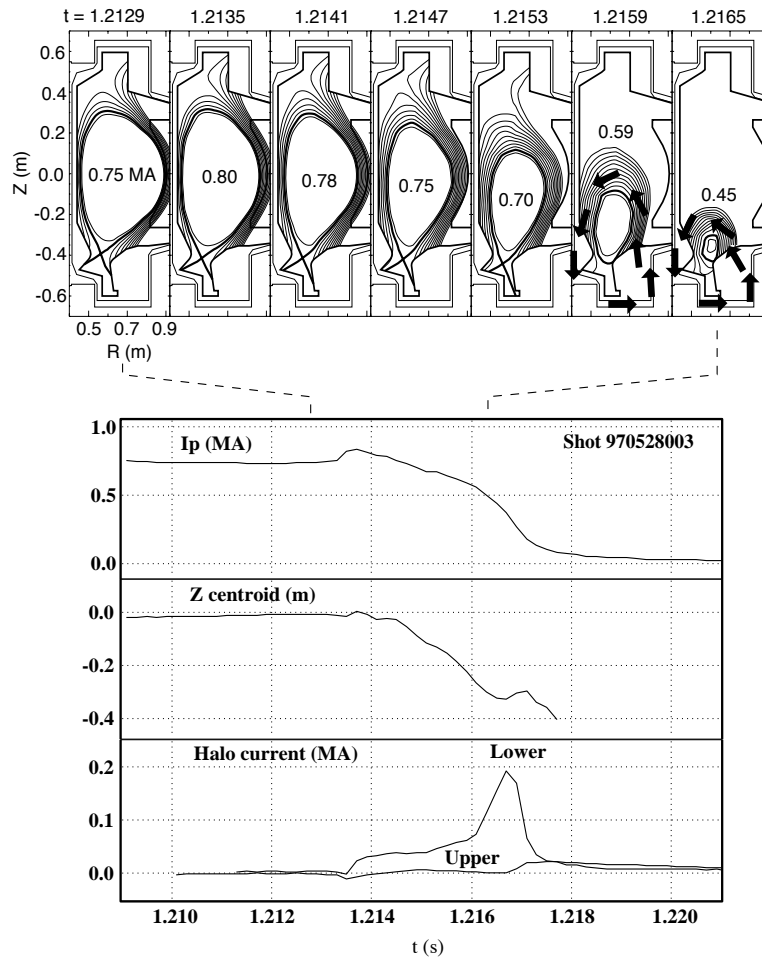 t = 1.2129 1.2135 1.2141 1.2147 1.2153 1.2159 1.2165
0.6
0.4
0.2
0.0
-0.2
-0.4
-0.6
Z (m)
0.75 MA 0.80 0.78 0.75 0.70 0.59 0.45
0.5 0.7 0.9
R (m)
1.0
0.5
0.0
Ip (MA)
Shot 970528003
0.0
-0.2
-0.4
Z centroid (m)
0.2
0.1
0.0
Halo current (MA)
Lower
Upper
1.210 1.212 1.214 1.216 1.218 1.220
t (s)